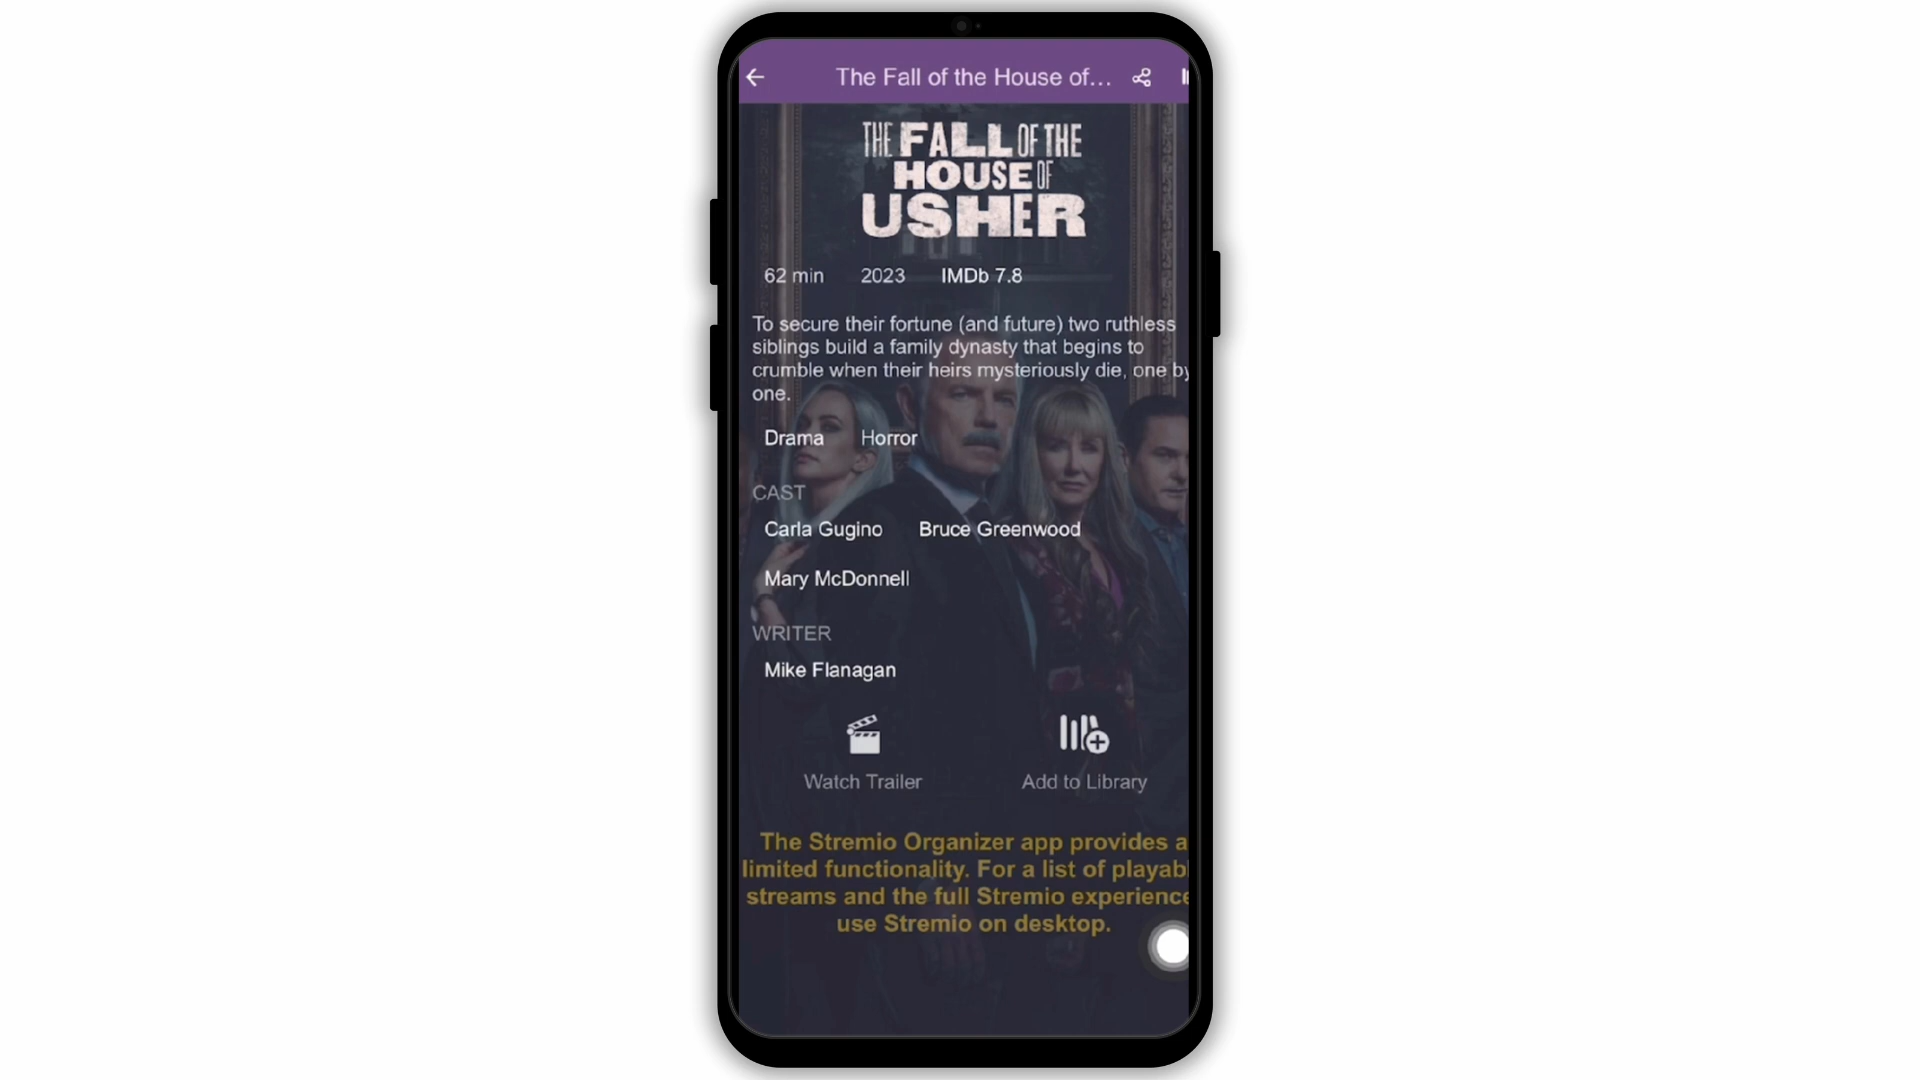 The Fall of the House of...
THE FALL OF THE
HOUSE OF
USHER
62 min 2023 IMDb 7.8
To secure their fortune (and future) two ruthless
siblings build a family dynasty that begins to
crumble when their heirs mysteriously die, one by
one.
Drama Horror
CAST
Carla Gugino Bruce Greenwood
Mary McDonnell
WRITER
Mike Flanagan
Watch Trailer Add to Library
The Stremio Organizer app provides a
limited functionality. For a list of playabl
streams and the full Stremio experience
use Stremio on desktop.